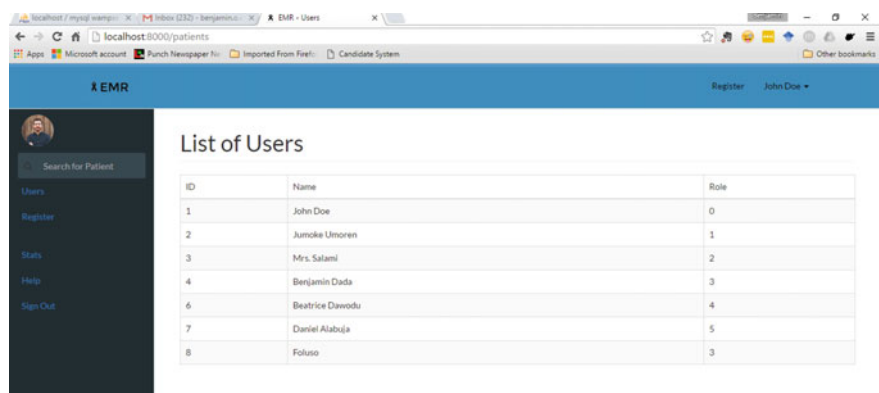 localhost / mysql wampse
Inbox (232) - benjamin.o
EMR - Users
localhost:8000/patients
Apps Microsoft account Punch Newspaper Ne Imported From Firefo Candidate System Other bookmarks
EMR Register John Doe
List of Users
Search for Patient
Users
Register
Stats
Help
Sign Out
ID Name Role
1 John Doe 0
2 Jumoke Umoren 1
3 Mrs. Salami 2
4 Benjamin Dada 3
6 Beatrice Dawodu 4
7 Daniel Alabuja 5
8 Foluso 3